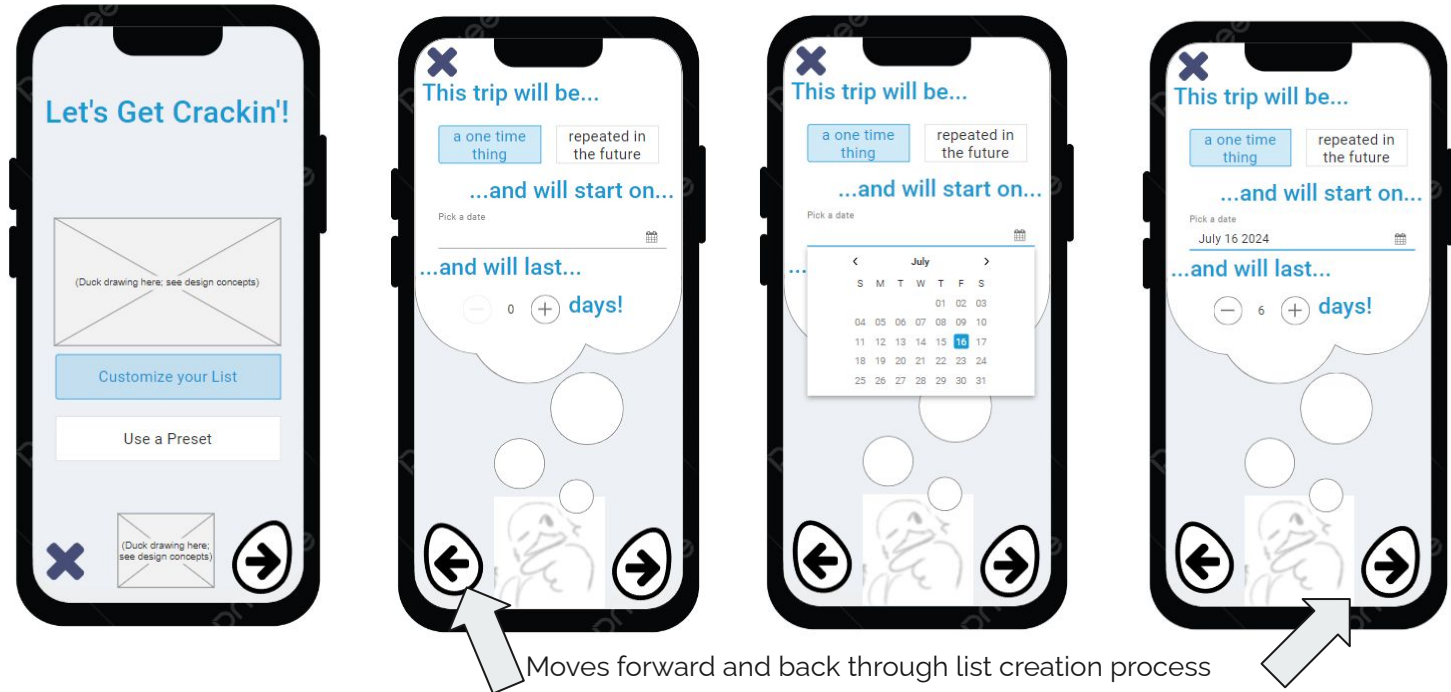 Let's Get Crackin'!
(Duck drawing here; see design concepts)
Customize your List
Use a Preset
(Duck drawing here;
see design concepts)
This trip will be...
a one time
thing
repeated in
the future
...and will start on...
Pick a date
...and will last...
0
days!
This trip will be...
a one time
thing
repeated in
the future
...and will start on...
Pick a date
...
July
S M T W T F S
01 02 03
04 05 06 07 08 09 10
11 12 13 14 15 16 17
18 19 20 21 22 23 24
25 26 27 28 29 30 31
This trip will be...
a one time
thing
repeated in
the future
...and will start on...
Pick a date
July 16 2024
...and will last...
6
days!
Moves forward and back through list creation process